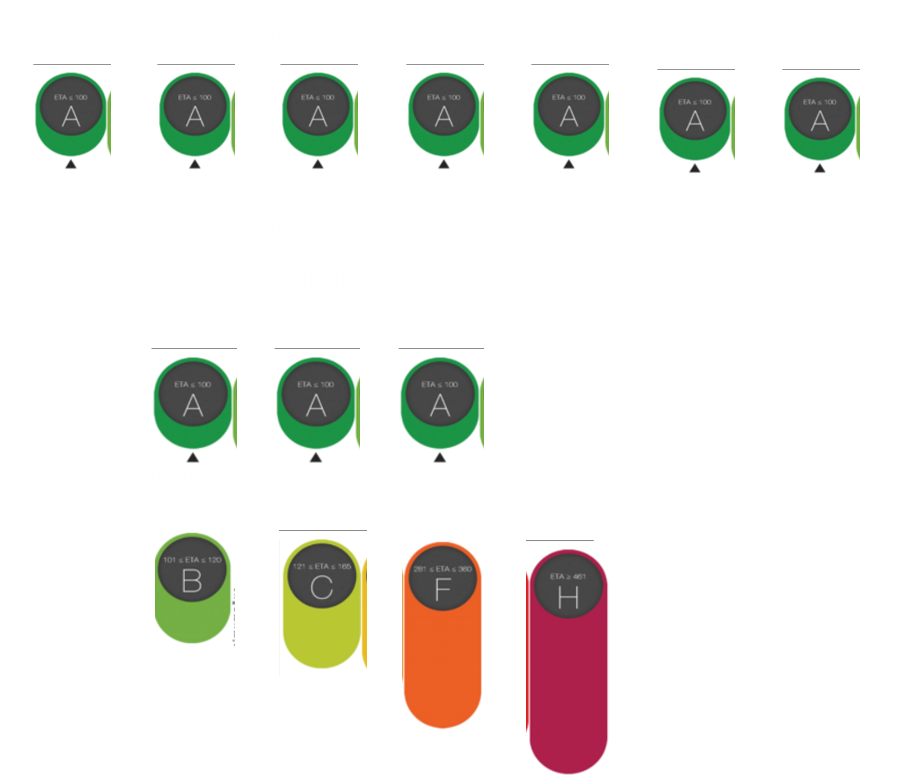 ETA ≤ 100
A
ETA ≤ 100
A
ETA ≤ 100
A
ETA ≤ 100
A
ETA ≤ 100
A
ETA ≤ 100
A
ETA ≤ 100
A
ETA ≤ 100
A
ETA ≤ 100
A
ETA ≤ 100
A
101 ≤ ETA ≤ 120
B
121 ≤ ETA ≤ 165
C
281 ≤ ETA ≤ 360
F
ETA ≥ 461
H